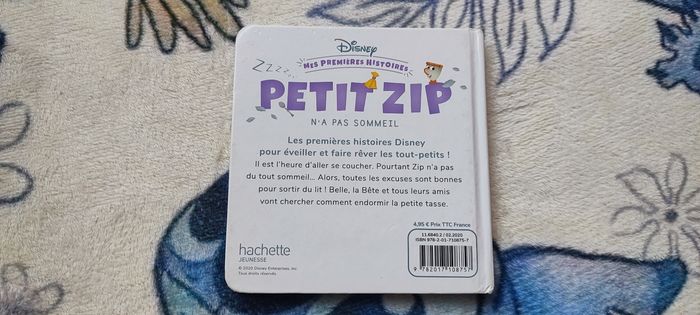 Disney
MES PREMIÈRES HISTOIRES
ZZZZ...
PETIT ZIP
N'A PAS SOMMEIL
Les premières histoires Disney
pour éveiller et faire rêver les tout-petits !
Il est l'heure d'aller se coucher. Pourtant Zip n'a pas
du tout sommeil... Alors, toutes les excuses sont bonnes
pour sortir du lit ! Belle, la Bête et tous leurs amis
vont chercher comment endormir la petite tasse.
4,95 € Prix TTC France
11.6840.2 / 02.2020
ISBN 978-2-01-710875-7
9 782017 108757
hachette
JEUNESSE
© 2020 Disney Enterprises, Inc.
Tous droits réservés.